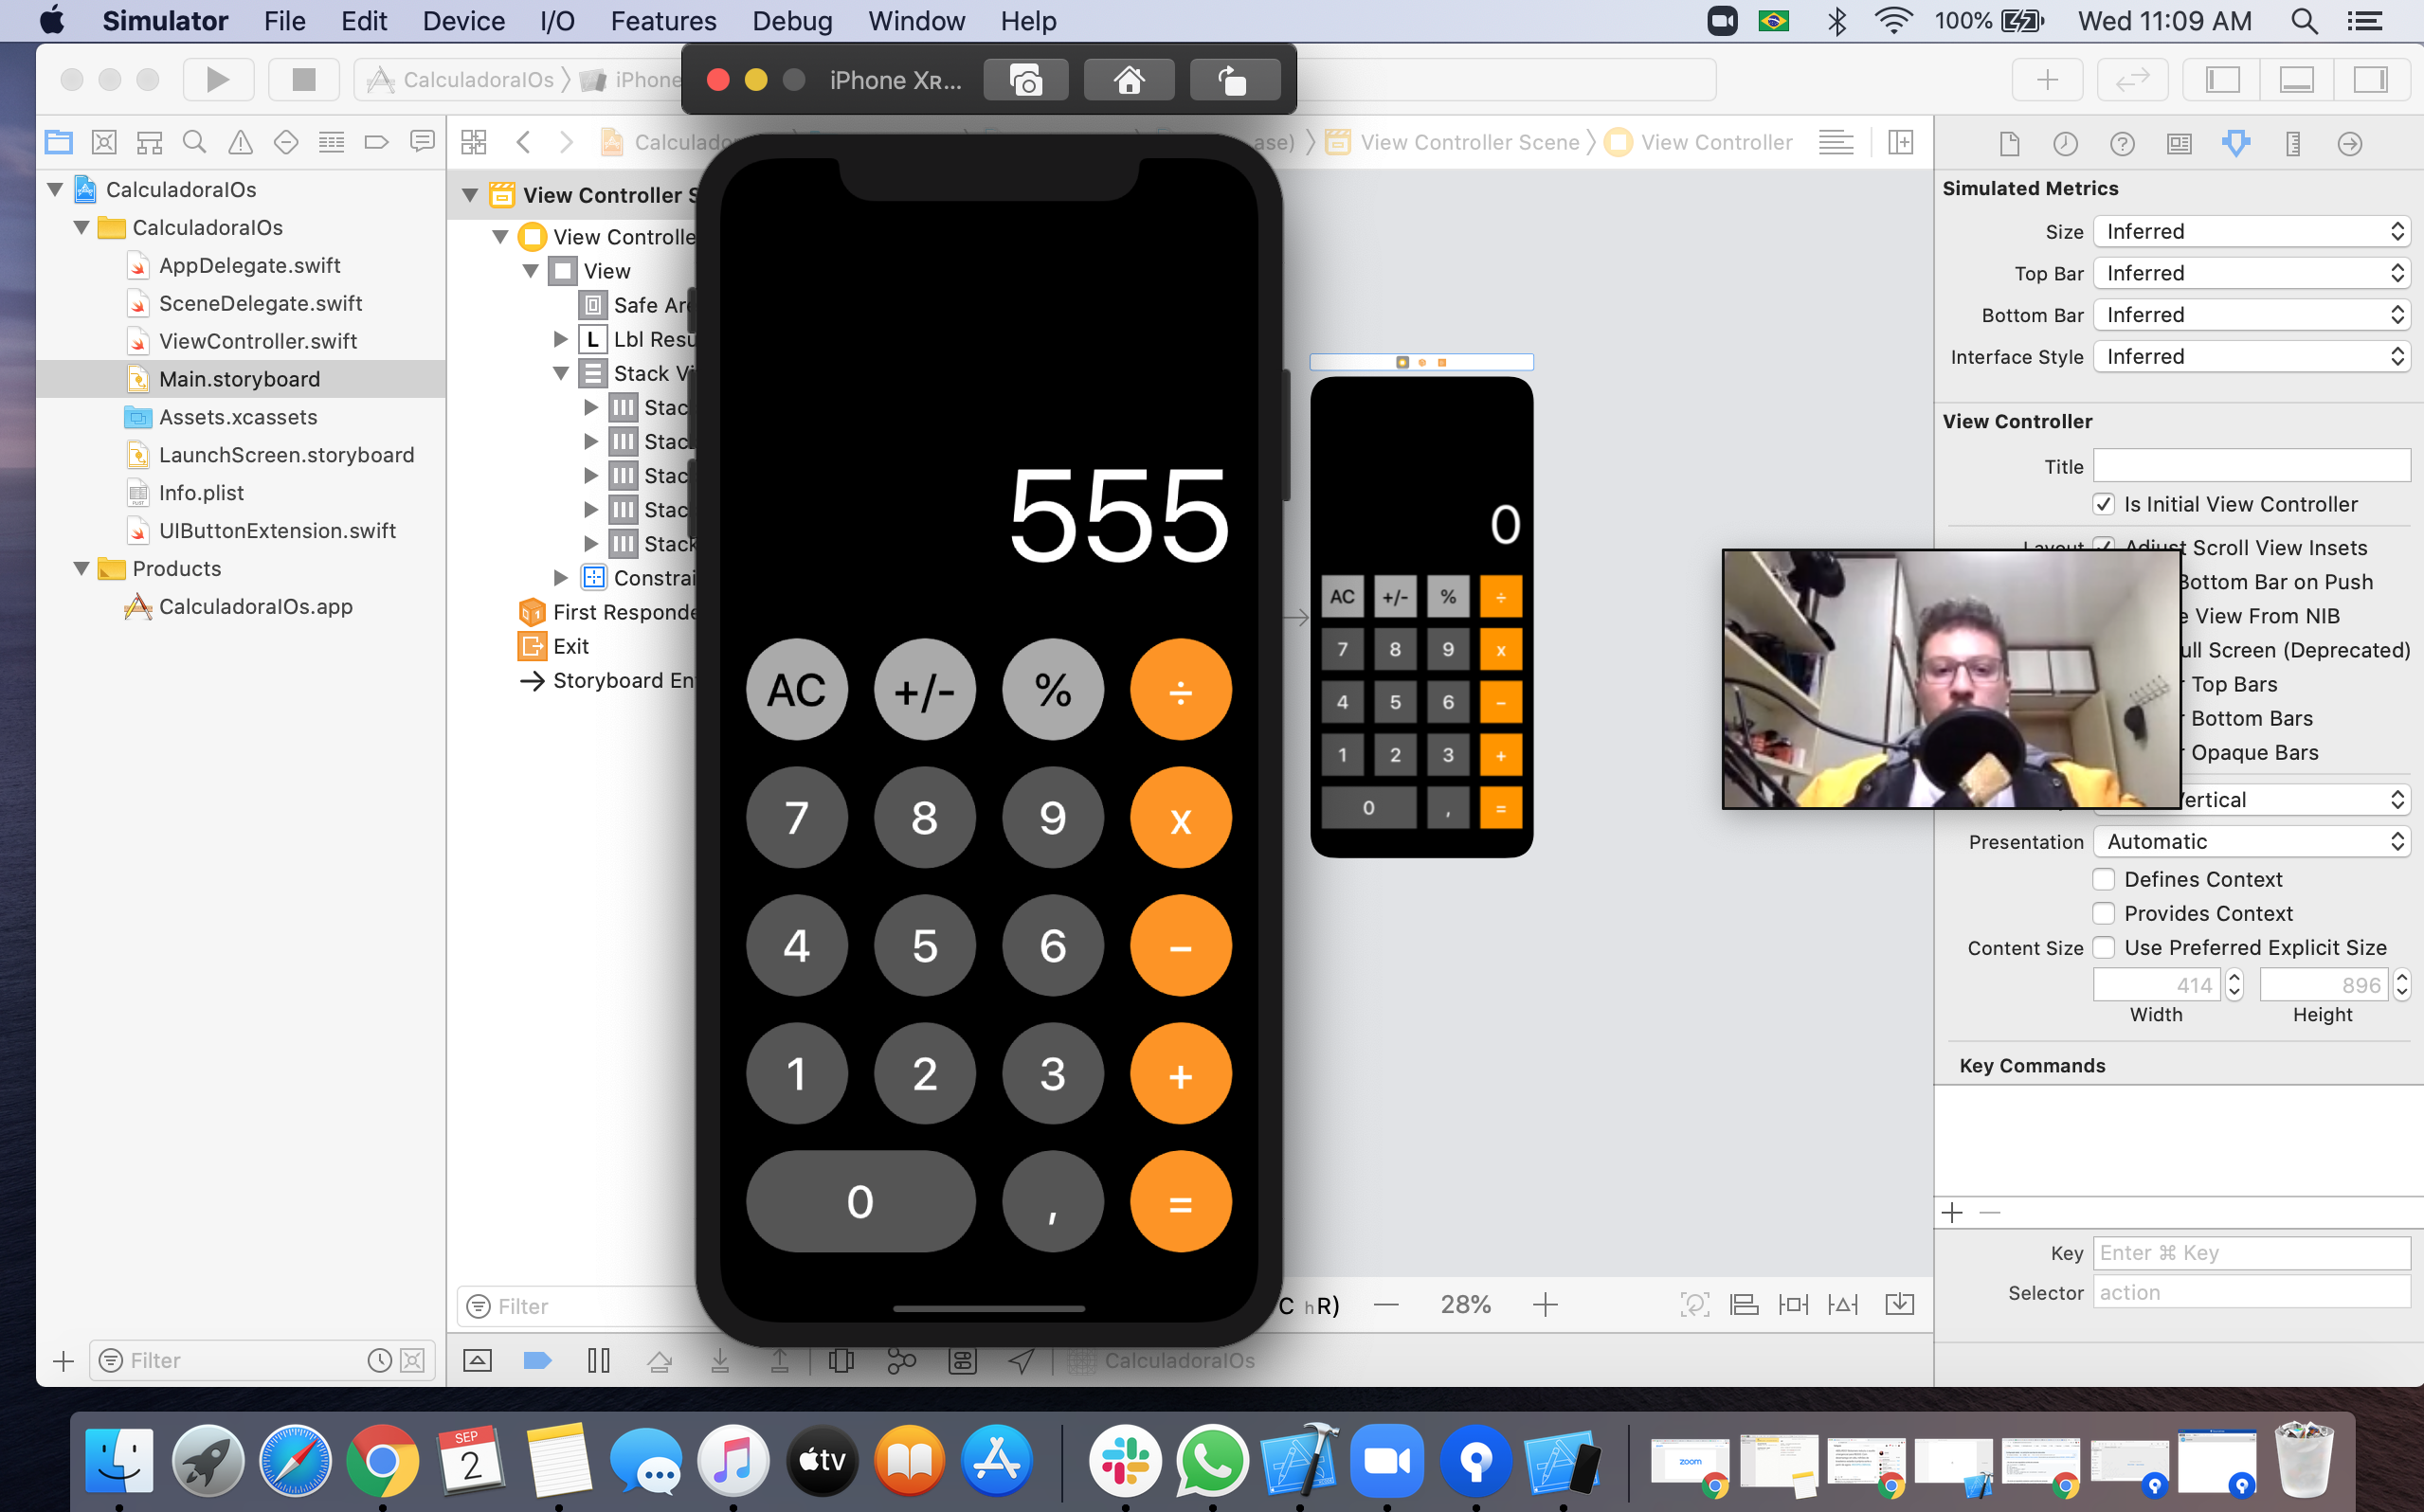 Simulator File Edit Device I/O Features Debug Window Help 100% Wed 11:09 AM
CalculadoraIOs iPhone
iPhone XR...
View Controller Scene View Controller
CalculadoraIOs
CalculadoraIOs
AppDelegate.swift
SceneDelegate.swift
ViewController.swift
Main.storyboard
Assets.xcassets
LaunchScreen.storyboard
Info.plist
UIButtonExtension.swift
Products
CalculadoraIOs.app
Filter
View Controller S
View Controlle
View
Safe Are
L Lbl Resu
Stack Vi
Stac
Stac
Stac
Stac
Stack
Constrai
First Responde
Exit
Storyboard En
Filter
555
AC +/- % ÷
7 8 9 x
4 5 6 −
1 2 3 +
0 , =
0
AC +/- % ÷
7 8 9 x
4 5 6 −
1 2 3 +
0 , =
C hR) 28%
CalculadoraIOs
Simulated Metrics
Size Inferred
Top Bar Inferred
Bottom Bar Inferred
Interface Style Inferred
View Controller
Title
Is Initial View Controller
Layout Adjust Scroll View Insets
Bottom Bar on Push
e View From NIB
ull Screen (Deprecated)
r Top Bars
r Bottom Bars
r Opaque Bars
ertical
Presentation Automatic
Defines Context
Provides Context
Content Size Use Preferred Explicit Size
414 896
Width Height
Key Commands
Key Enter ⌘ Key
Selector action
SEP
2
tv
zoom